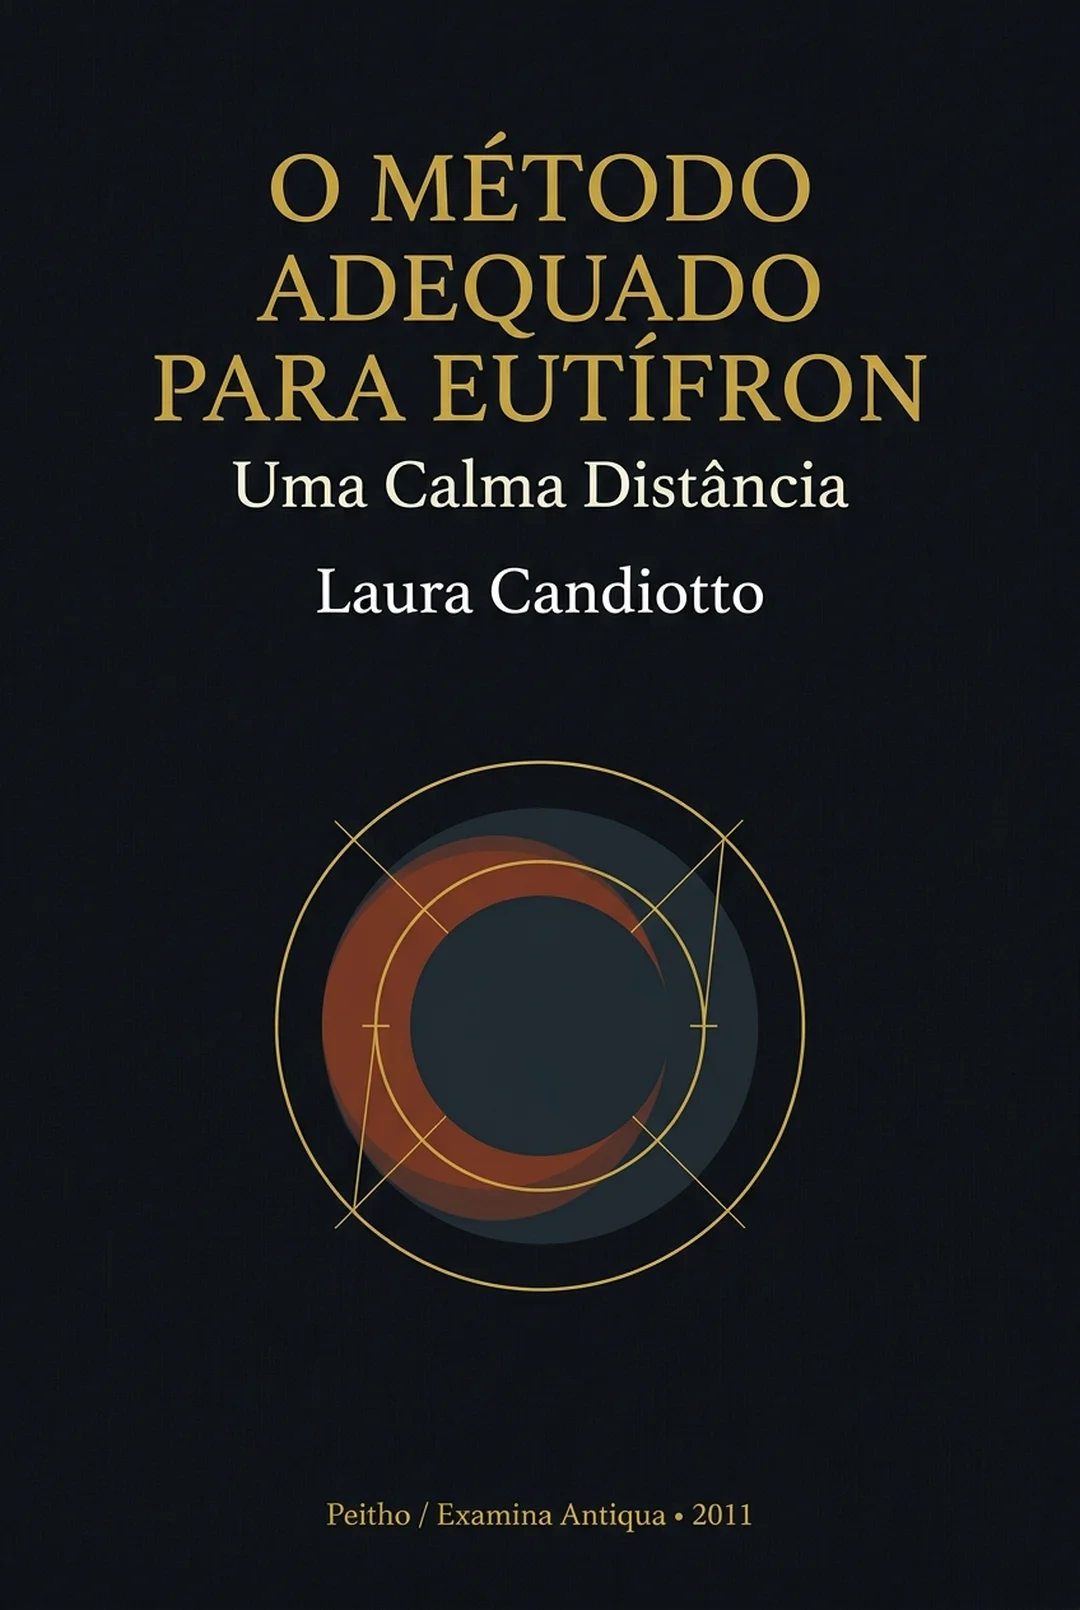 O MÉTODO
ADEQUADO
PARA EUTÍFRON
Uma Calma Distância
Laura Candiotto
Peitho / Examina Antiqua • 2011